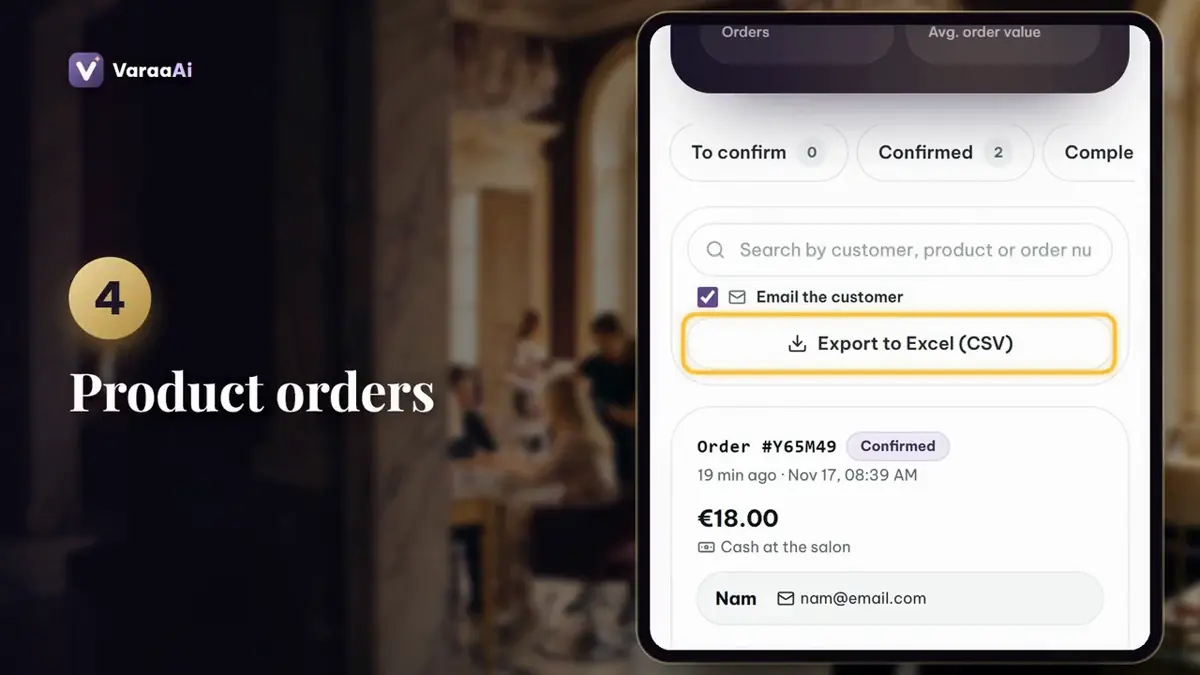 VaraaAi
4
Product orders
Orders
Avg. order value
To confirm 0
Confirmed 2
Comple
Search by customer, product or order nu
Email the customer
Export to Excel (CSV)
Order #Y65M49 Confirmed
19 min ago · Nov 17, 08:39 AM
€18.00
Cash at the salon
Nam nam@email.com